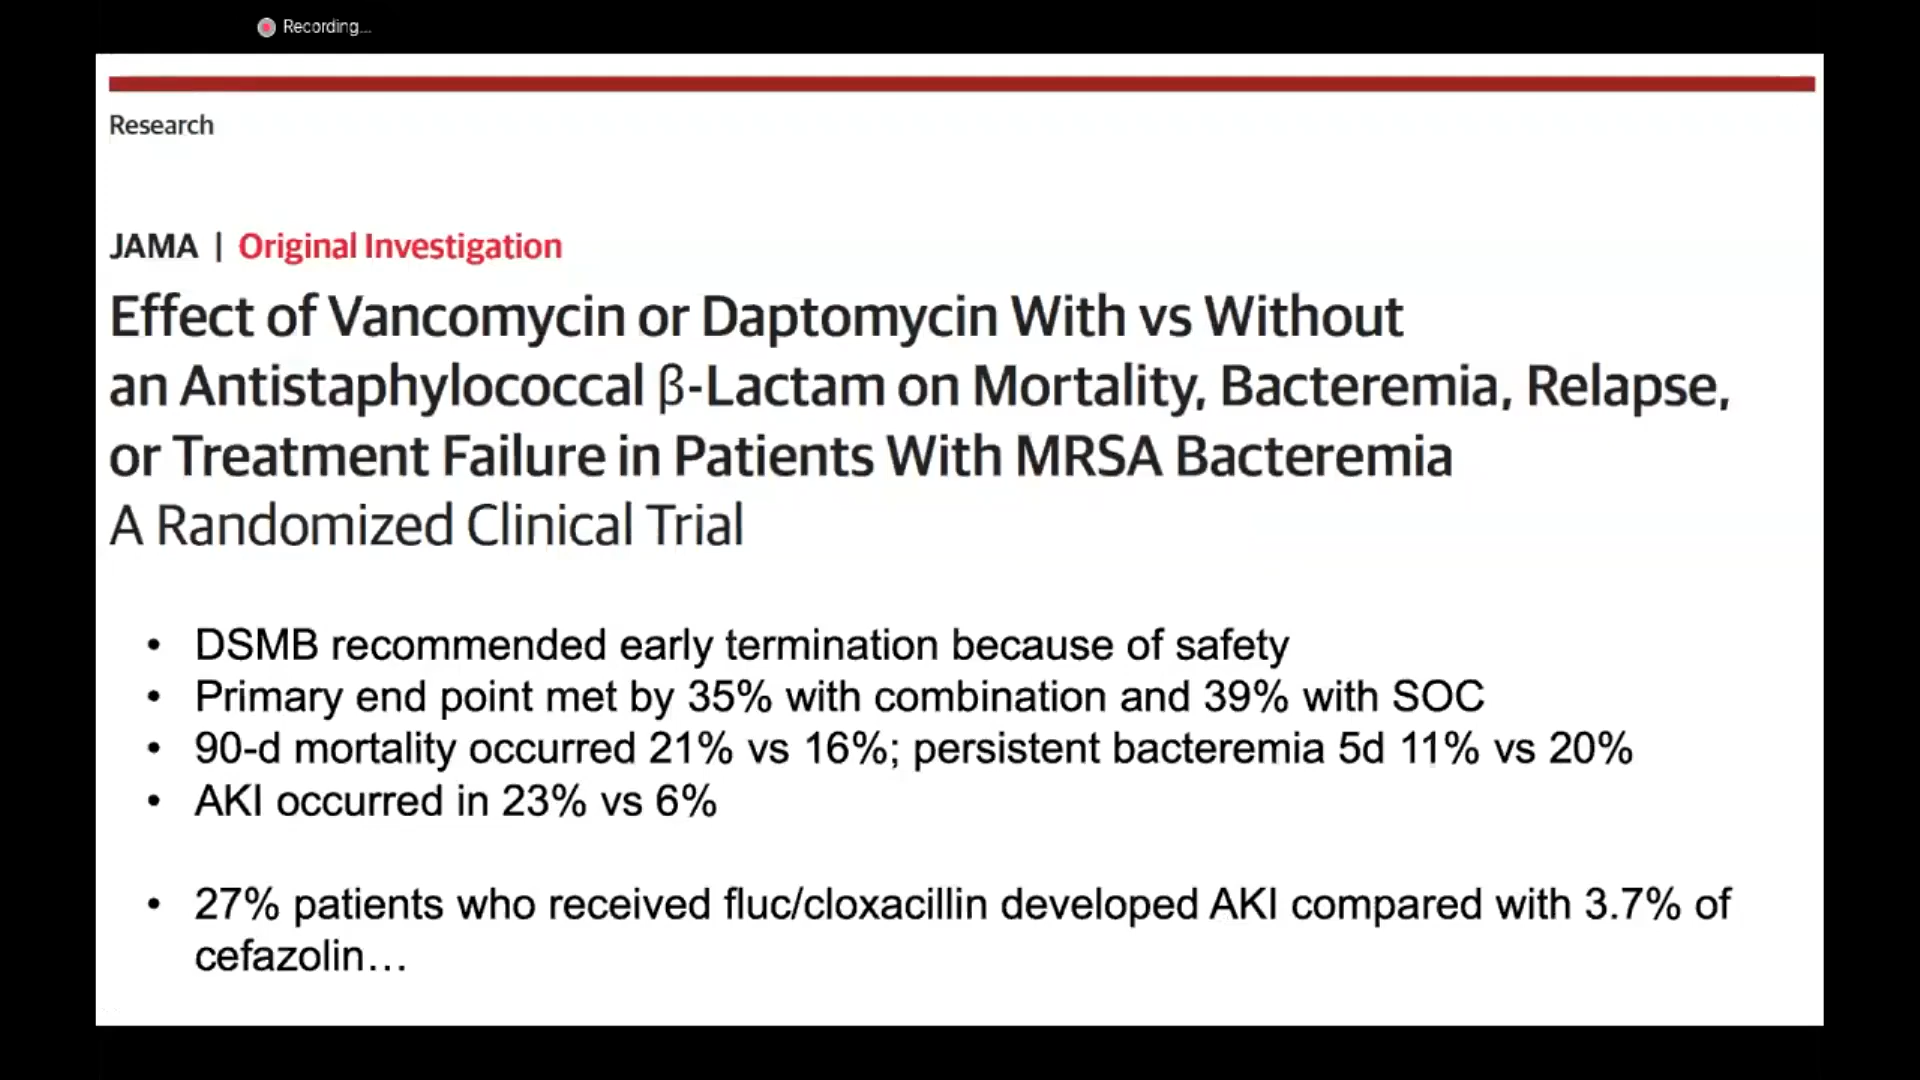 Recording...
Research
JAMA | Original Investigation
Effect of Vancomycin or Daptomycin With vs Without
an Antistaphylococcal β-Lactam on Mortality, Bacteremia, Relapse,
or Treatment Failure in Patients With MRSA Bacteremia
A Randomized Clinical Trial
• DSMB recommended early termination because of safety
• Primary end point met by 35% with combination and 39% with SOC
• 90-d mortality occurred 21% vs 16%; persistent bacteremia 5d 11% vs 20%
• AKI occurred in 23% vs 6%
• 27% patients who received fluc/cloxacillin developed AKI compared with 3.7% of
cefazolin…